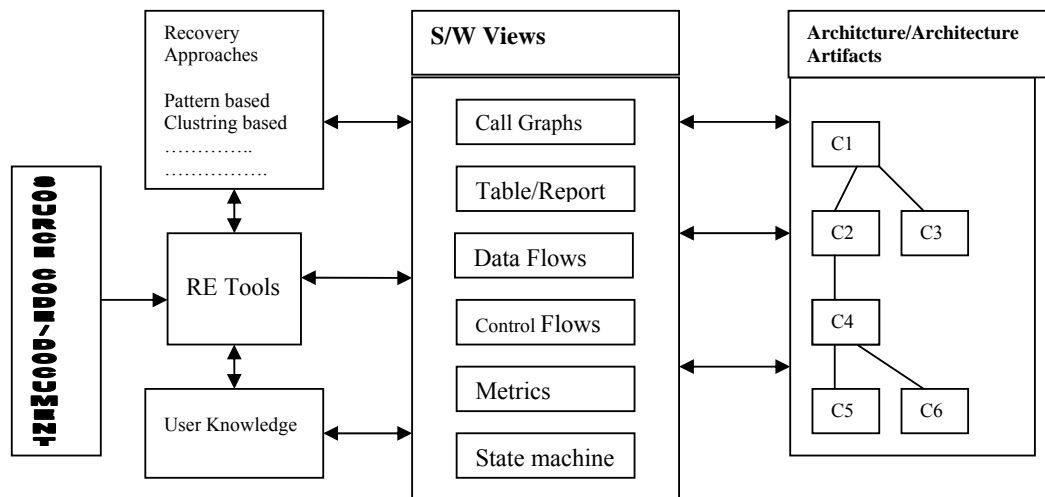 Recovery
Approaches
Pattern based
Clustring based
…………..
…………….
SOURCE CODE/DOCUMENT
RE Tools
User Knowledge
S/W Views
Call Graphs
Table/Report
Data Flows
Control Flows
Metrics
State machine
Architcture/Architecture
Artifacts
C1
C2
C3
C4
C5
C6